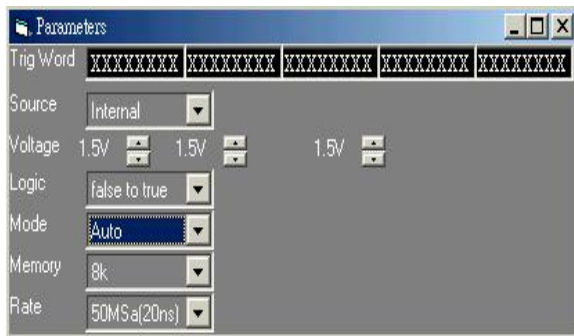 Parameters
Trig Word XXXXXXXX XXXXXXXX XXXXXXXX XXXXXXXX XXXXXXXX
Source Internal
Voltage 1.5V 1.5V 1.5V
Logic false to true
Mode Auto
Memory 8k
Rate 50MSa(20ns)